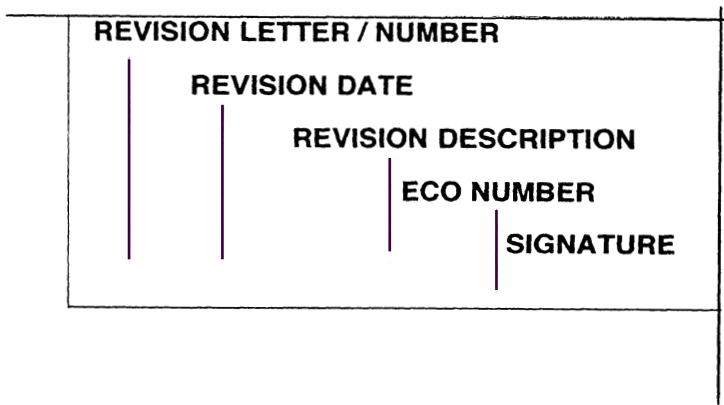 REVISION LETTER / NUMBER
REVISION DATE
REVISION DESCRIPTION
ECO NUMBER
SIGNATURE